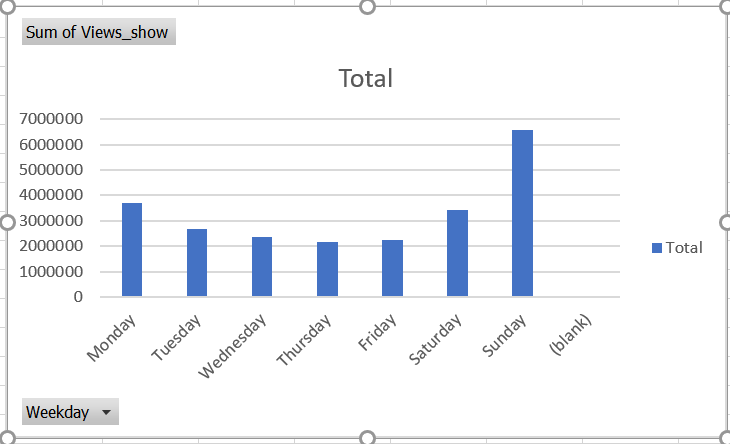 Sum of Views_show
Total
7000000
6000000
5000000
4000000
3000000
2000000
1000000
0
Monday
Tuesday
Wednesday
Thursday
Friday
Saturday
Sunday
(blank)
Total
Weekday